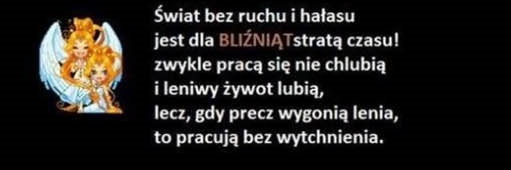 Świat bez ruchu i hałasu
jest dla BLIŹNIĄTstratą czasu!
zwykle pracą się nie chlubią
i leniwy żywot lubią,
lecz, gdy precz wygonią lenia,
to pracują bez wytchnienia.